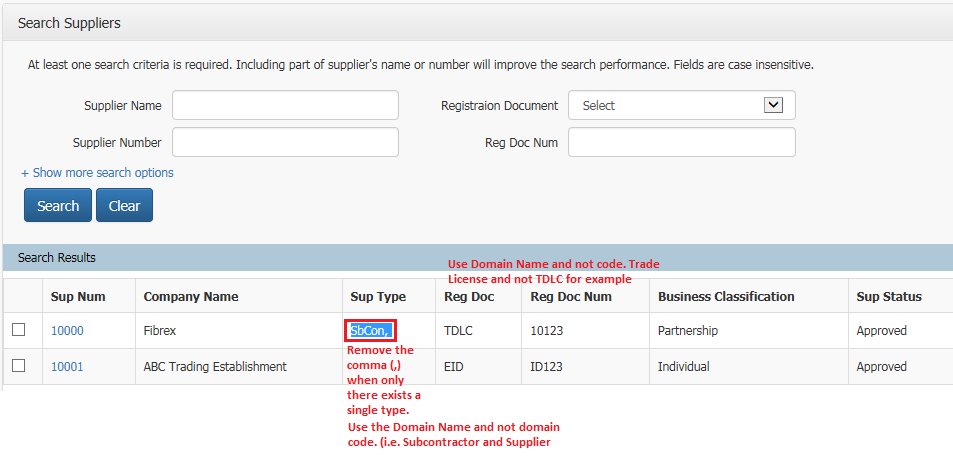 Search Suppliers
At least one search criteria is required. Including part of supplier's name or number will improve the search performance. Fields are case insensitive.
Supplier Name
Registraion Document Select
Supplier Number
Reg Doc Num
+ Show more search options
Search Clear
Search Results
Use Domain Name and not code. Trade
License and not TDLC for example
Sup Num Company Name Sup Type Reg Doc Reg Doc Num Business Classification Sup Status
10000 Fibrex SbCon, TDLC 10123 Partnership Approved
Remove the
comma (,)
when only
there exists a
single type.
10001 ABC Trading Establishment EID ID123 Individual Approved
Use the Domain Name and not domain
code. (i.e. Subcontractor and Supplier